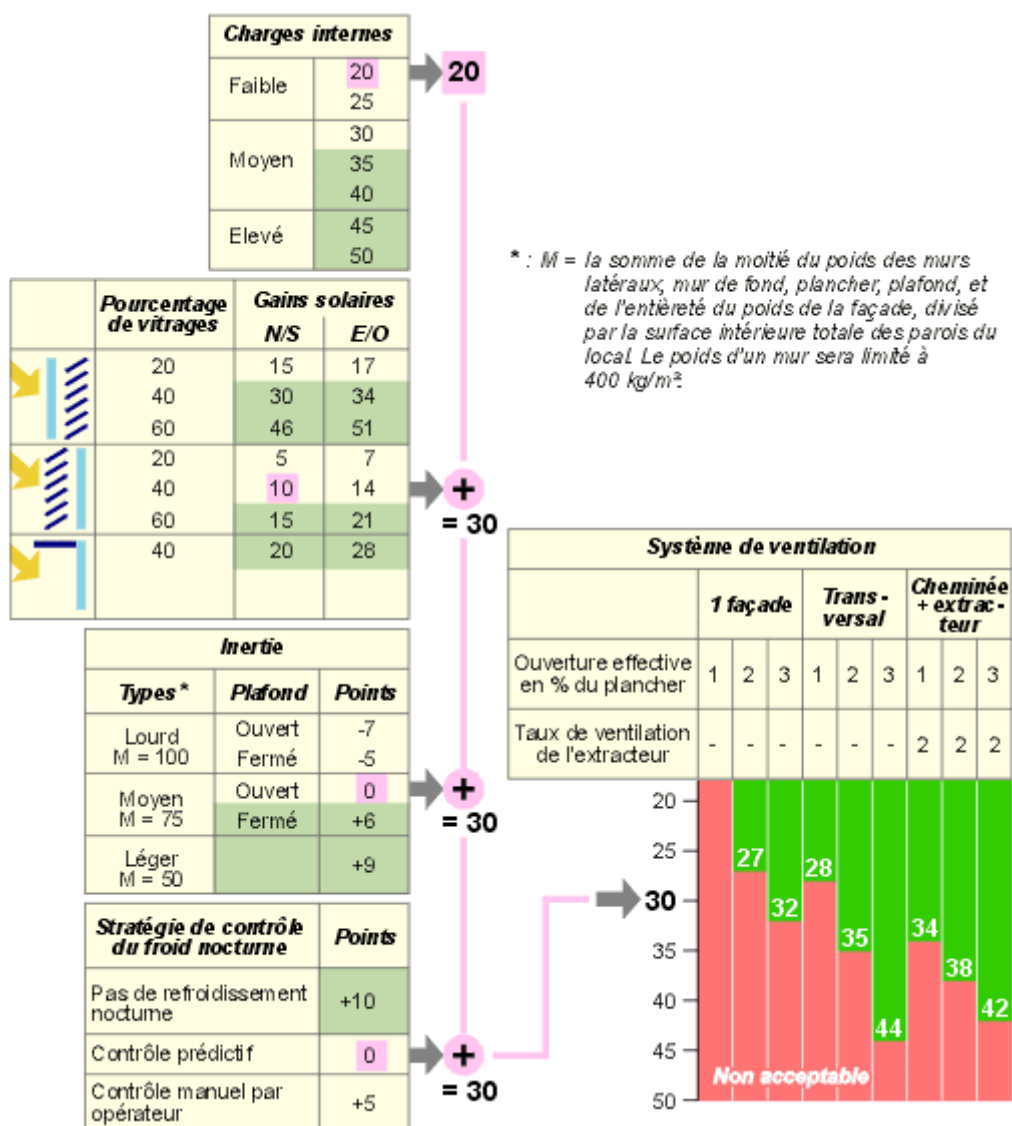 Charges internes
Faible 20 20
25
30
Moyen 35
40
Elevé 45
50
* : M = la somme de la moitié du poids des murs
latéraux, mur de fond, plancher, plafond, et
de l'entièreté du poids de la façade, divisé
par la surface intérieure totale des parois du
local. Le poids d'un mur sera limité à
400 kg/m².
Pourcentage
de vitrages
Gains solaires
N/S E/O
20 15 17
40 30 34
60 46 51
20 5 7
40 10 14 +
60 15 21 = 30
40 20 28
Inertie
Types * Plafond Points
Lourd
M = 100
Ouvert -7
Fermé -5
Moyen
M = 75
Ouvert 0 +
Fermé +6 = 30
Léger
M = 50
+9
Stratégie de contrôle
du froid nocturne
Points
Pas de refroidissement
nocturne
+10
Contrôle prédictif 0 +
= 30
Contrôle manuel par
opérateur
+5
Système de ventilation
1 façade
Trans-
versal
Cheminée
+ extrac-
teur
Ouverture effective
en % du plancher
1 2 3 1 2 3 1 2 3
Taux de ventilation
de l'extracteur
- - - - - - 2 2 2
20
25
30
35
40
45
50
27 32 28 35 44 34 38 42
Non acceptable